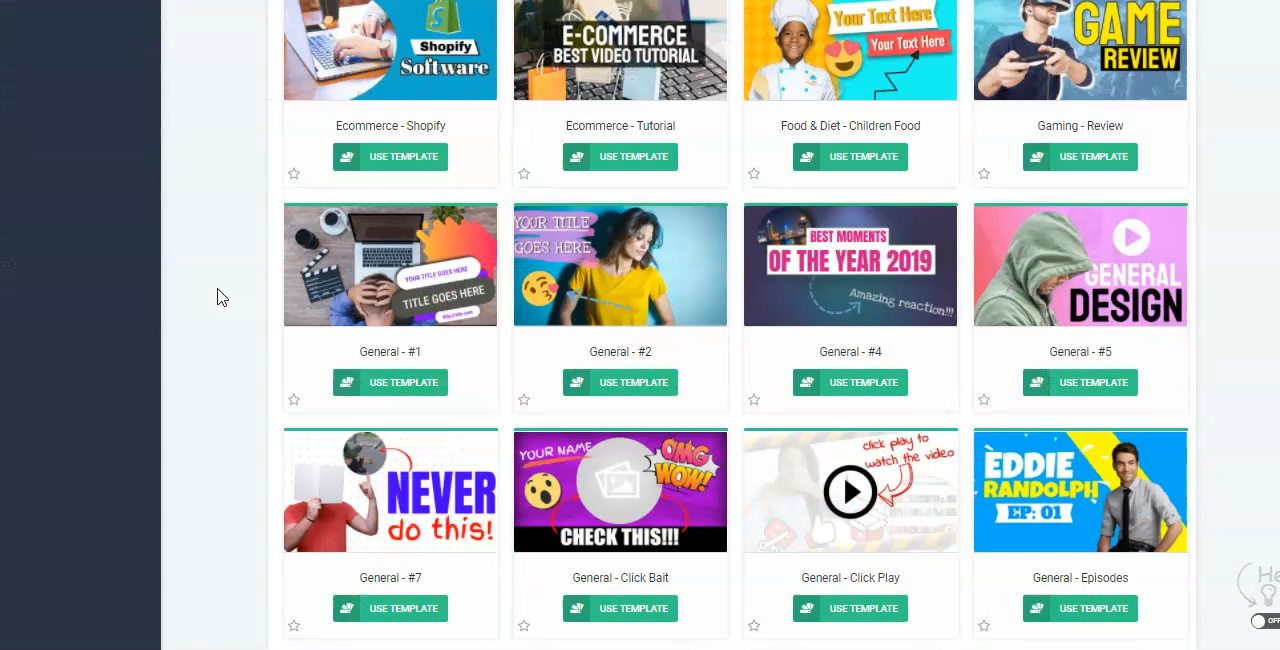 Shopify
Software
E-COMMERCE
BEST VIDEO TUTORIAL
Your Text Here
Your Text Here
GAME
REVIEW
Ecommerce - Shopify
Ecommerce - Tutorial
Food & Diet - Children Food
Gaming - Review
USE TEMPLATE
USE TEMPLATE
USE TEMPLATE
USE TEMPLATE
YOUR TITLE GOES HERE
TITLE GOES HERE
YOUR TITLE
GOES HERE
BEST MOMENTS
OF THE YEAR 2019
Amazing reaction!!!
GENERAL
DESIGN
General - #1
General - #2
General - #4
General - #5
USE TEMPLATE
USE TEMPLATE
USE TEMPLATE
USE TEMPLATE
NEVER
do this!
YOUR NAME
OMG
WOW!
CHECK THIS!!!
click play to
watch the video
EDDIE
RANDOLPH
EP: 01
General - #7
General - Click Bait
General - Click Play
General - Episodes
USE TEMPLATE
USE TEMPLATE
USE TEMPLATE
USE TEMPLATE